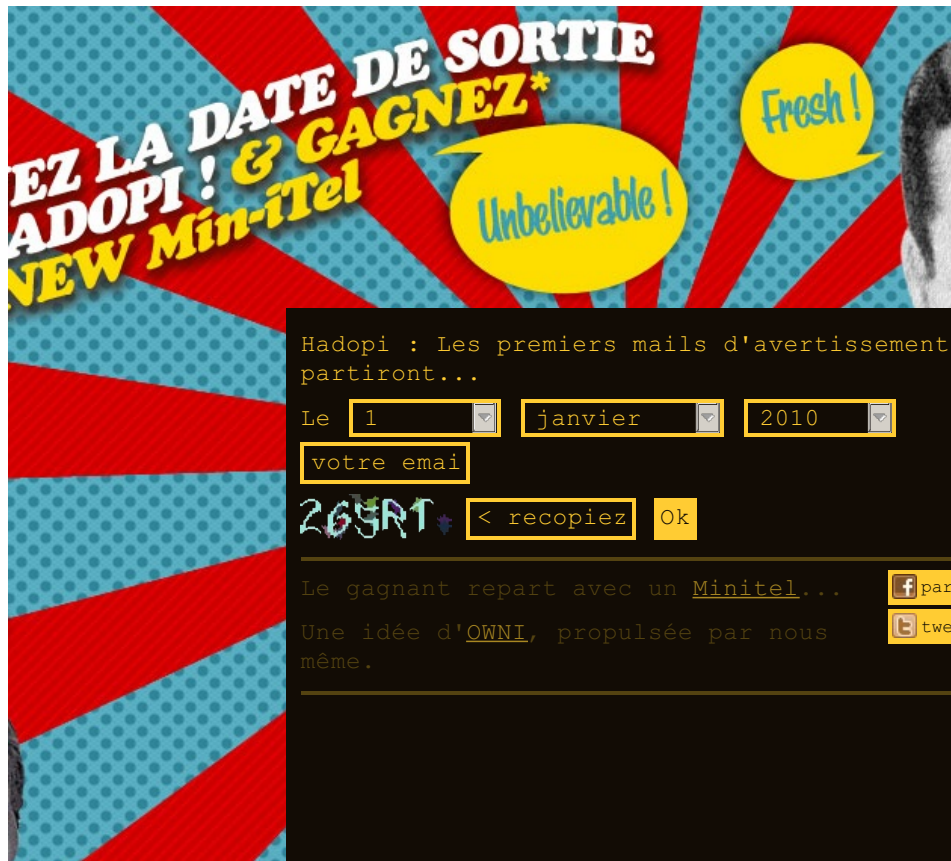 EZ LA DATE DE SORTIE
ADOPI ! & GAGNEZ*
NEW Min-iTel
Unbelievable !
Fresh !
Hadopi : Les premiers mails d'avertissement
partiront...
Le 1 janvier 2010
votre emai
< recopiez Ok
Le gagnant repart avec un Minitel...
par
Une idée d'OWNI, propulsée par nous
même.
twe